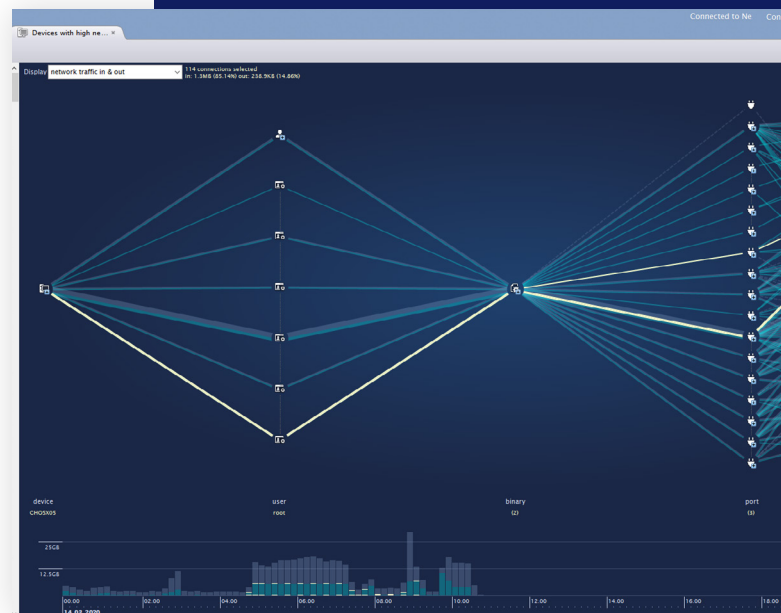 Connected to Ne Con
Devices with high ne... ×
Display network traffic in & out
114 connections selected
in: 1.3MB (85.14%) out: 238.9KB (14.86%)
device user binary port
CHOSX05 root (2) (3)
25GB
12.5GB
00.00 02.00 04.00 06.00 08.00 10.00 12.00 14.00 16.00 18.00
14.02.2020